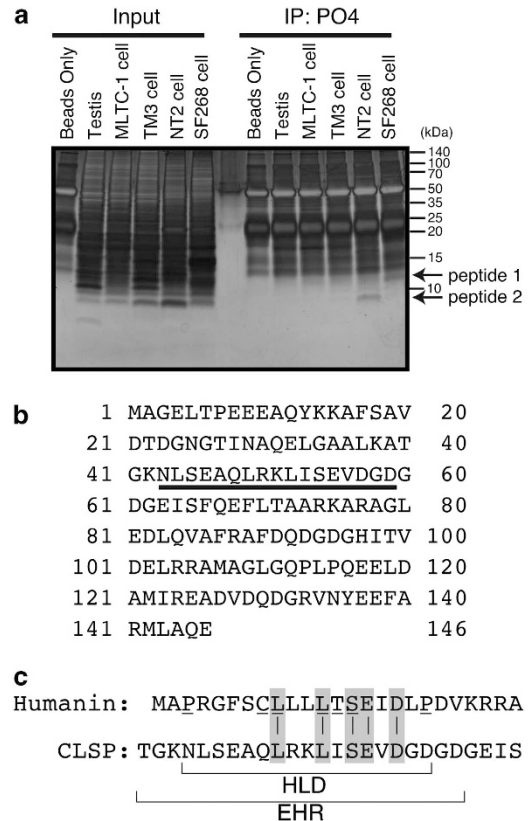 a
Input
IP: PO4
Beads Only
Testis
MLTC-1 cell
TM3 cell
NT2 cell
SF268 cell
Beads Only
Testis
MLTC-1 cell
TM3 cell
NT2 cell
SF268 cell
(kDa)
140
100
70
50
35
25
20
15
peptide 1
10
peptide 2
b
1 MAGELTPEEEAQYKKAFSAV 20
21 DTDGNGTINAQELGAALKAT 40
41 GKNLSEAQLRKLISEVDGDG 60
61 DGEISFQEFLTAARKARAGL 80
81 EDLQVAFRAFDQDGDGHITV 100
101 DELRRAMAGLGQPLPQEELD 120
121 AMIREADVDQDGRVNYEEFA 140
141 RMLAQE 146
c
Humanin: MAPRGFSCLLLLTSEIDLPDVKRRA
CLSP: TGKNLSEAQLRKLISEVDGDGDGEIS
HLD
EHR